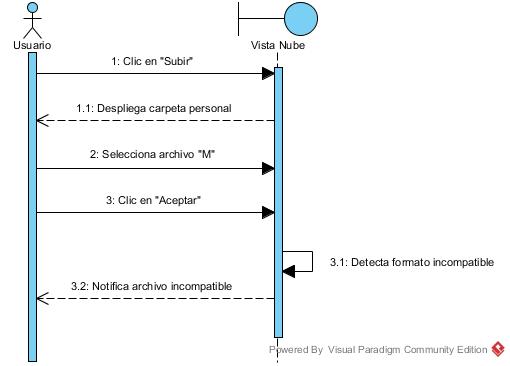 Usuario
Vista Nube
1: Clic en "Subir"
1.1: Despliega carpeta personal
2: Selecciona archivo "M"
3: Clic en "Aceptar"
3.1: Detecta formato incompatible
3.2: Notifica archivo incompatible
Powered By Visual Paradigm Community Edition